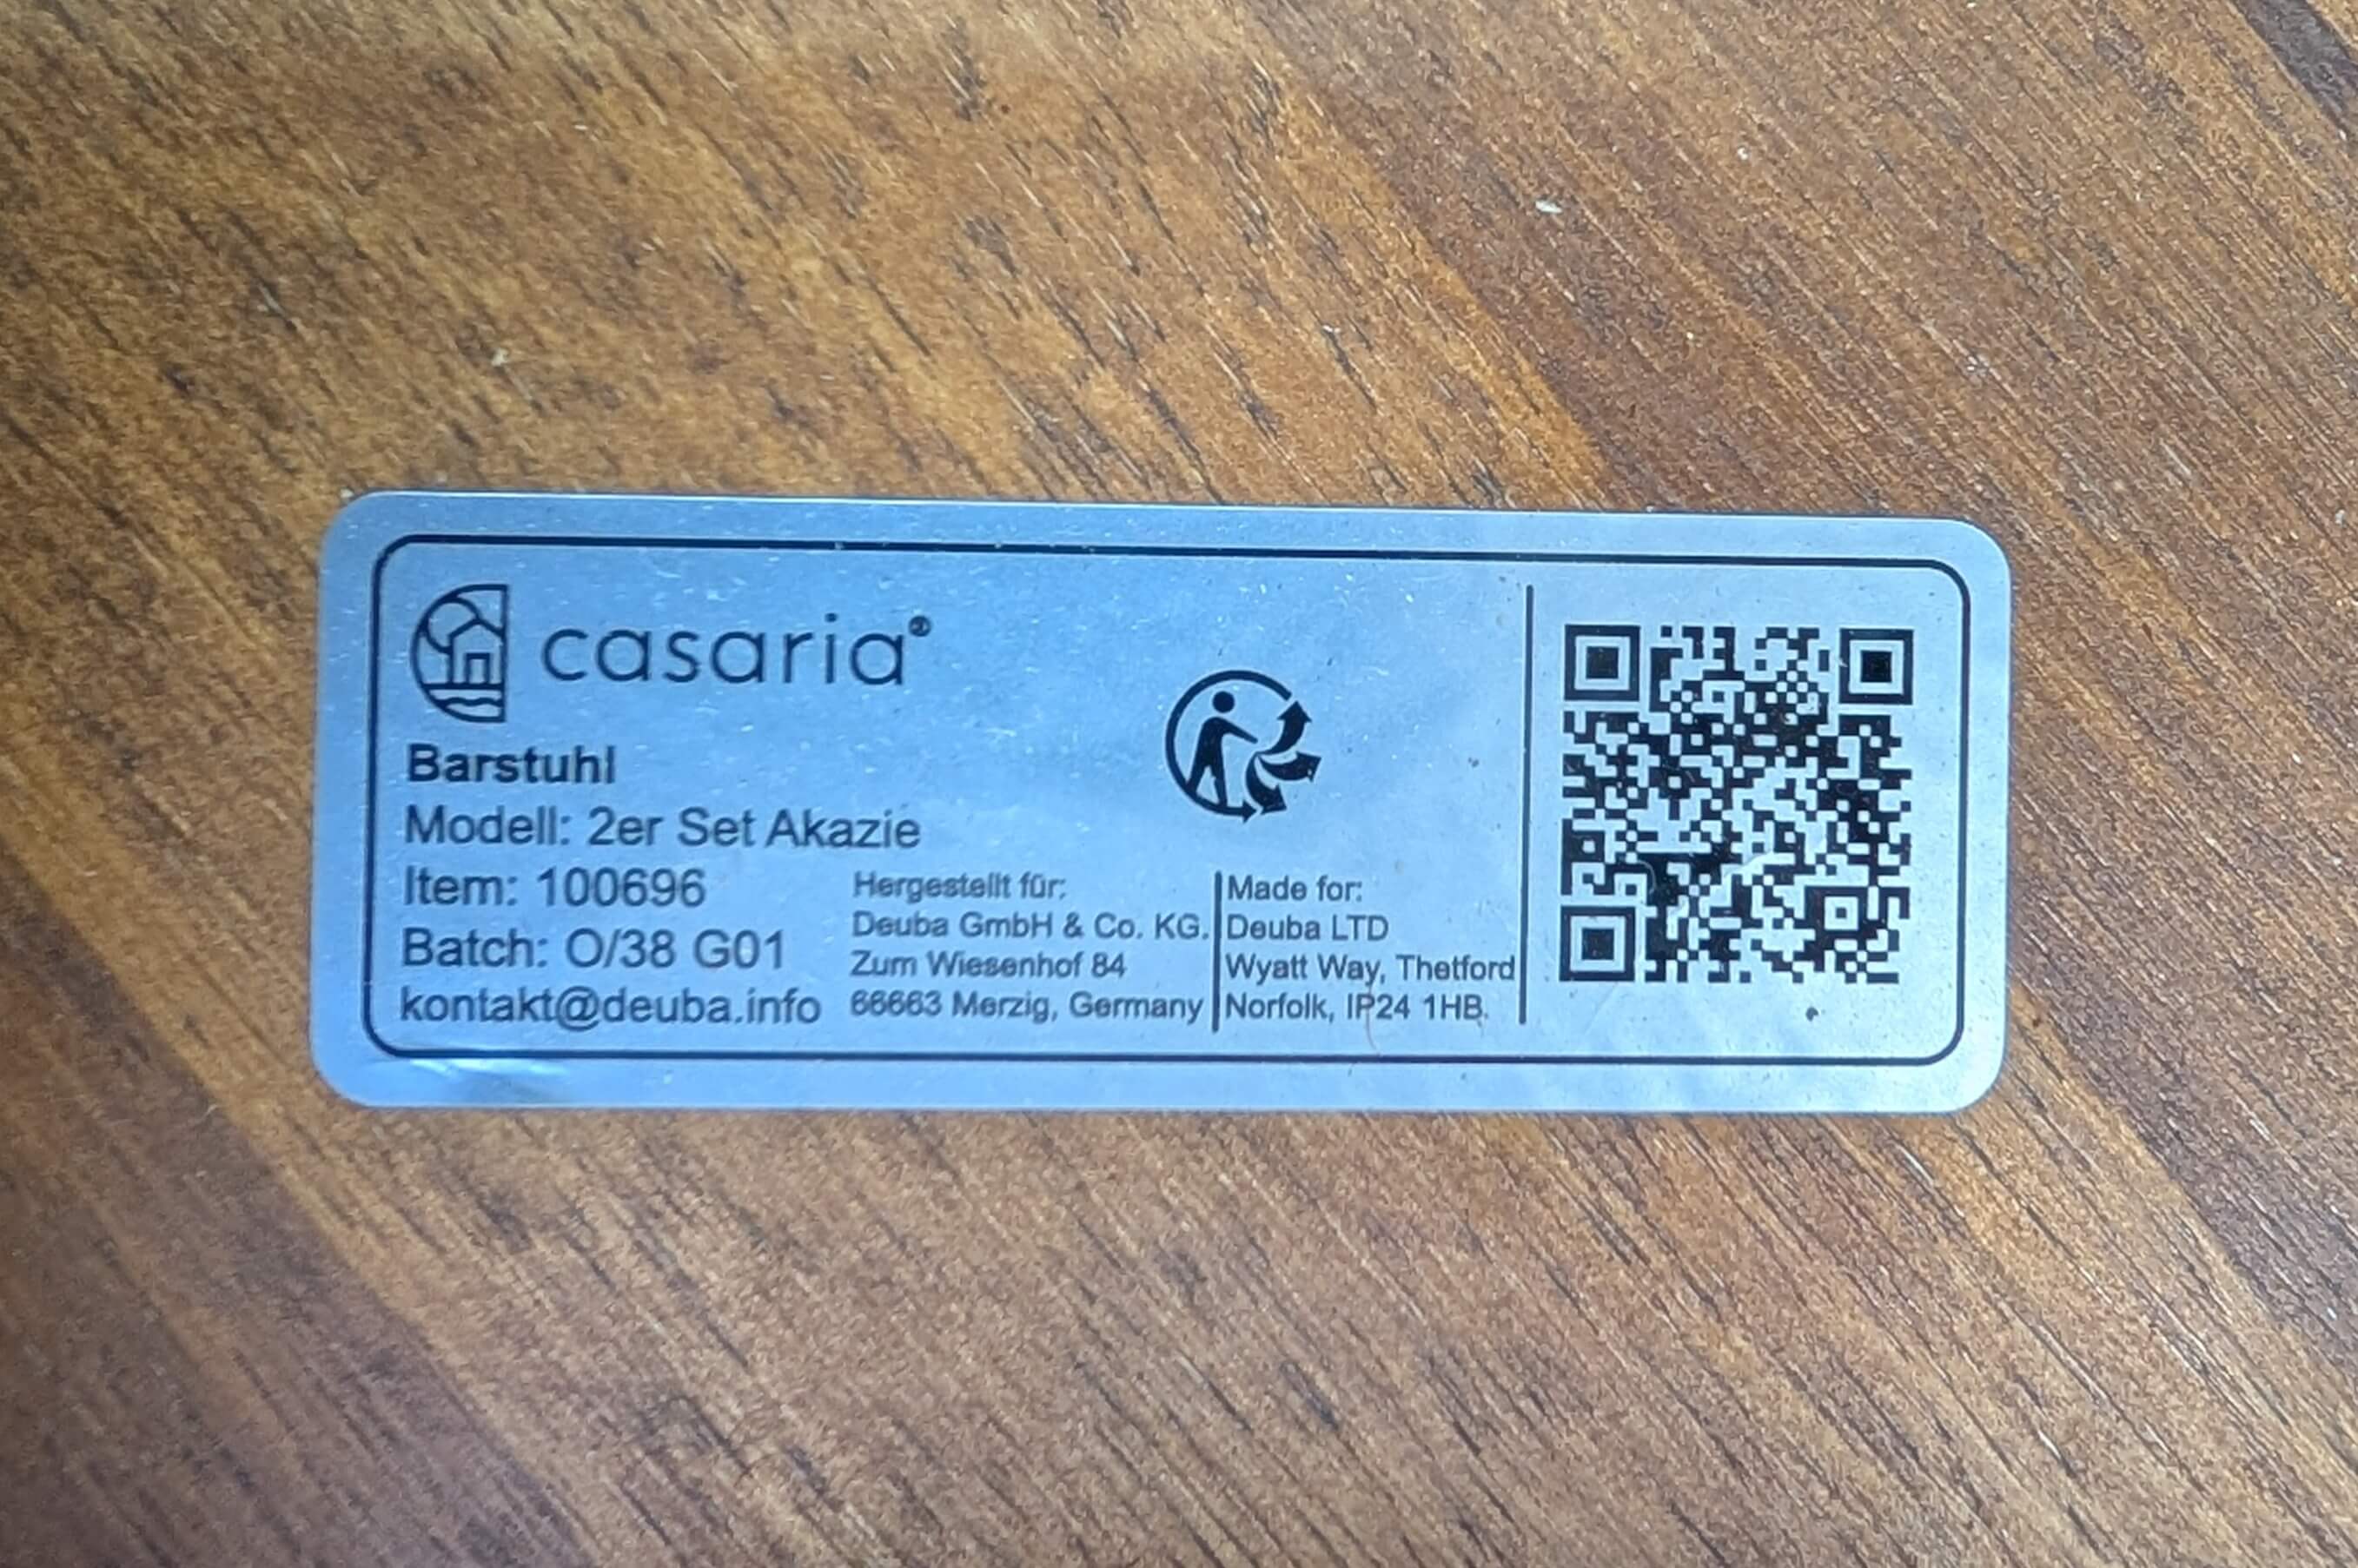 casaria®
Barstuhl
Modell: 2er Set Akazie
Item: 100696
Batch: O/38 G01
kontakt@deuba.info
Hergestellt für:
Deuba GmbH & Co. KG.
Zum Wiesenhof 84
66663 Merzig, Germany
Made for:
Deuba LTD
Wyatt Way, Thetford
Norfolk, IP24 1HB.